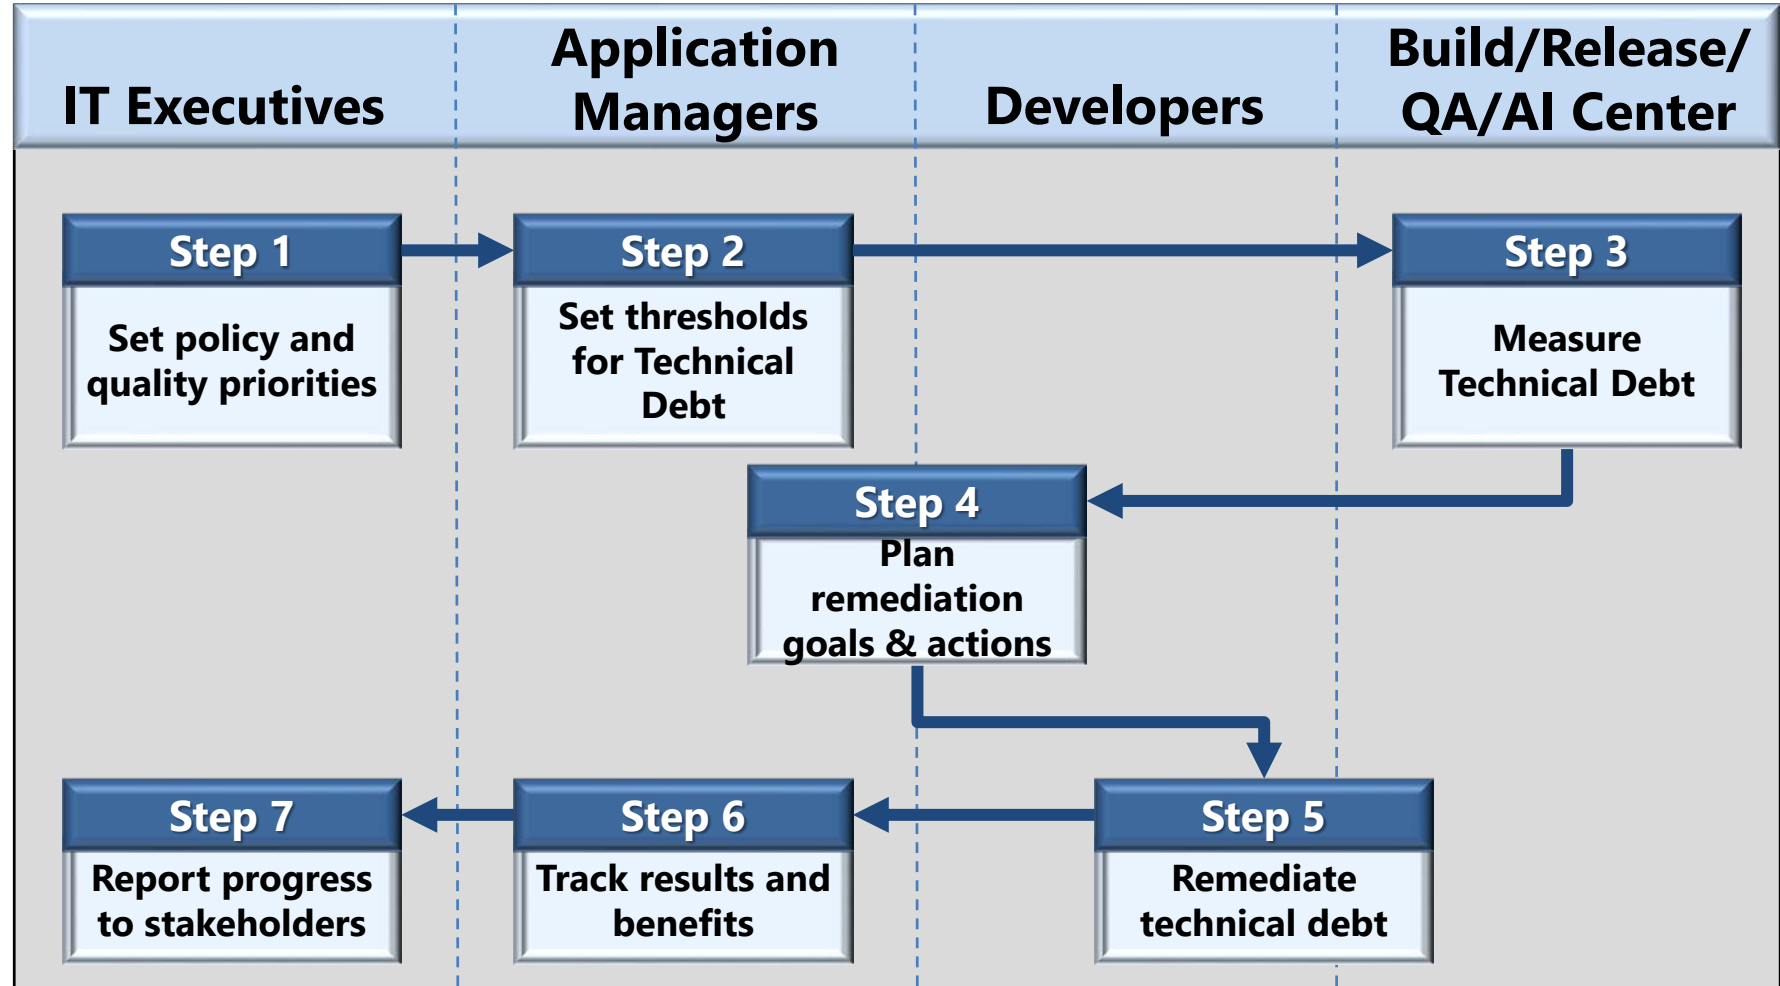 IT Executives
Application
Managers
Developers
Build/Release/
QA/AI Center
Step 1
Set policy and
quality priorities
Step 2
Set thresholds
for Technical
Debt
Step 3
Measure
Technical Debt
Step 4
Plan
remediation
goals & actions
Step 5
Remediate
technical debt
Step 6
Track results and
benefits
Step 7
Report progress
to stakeholders